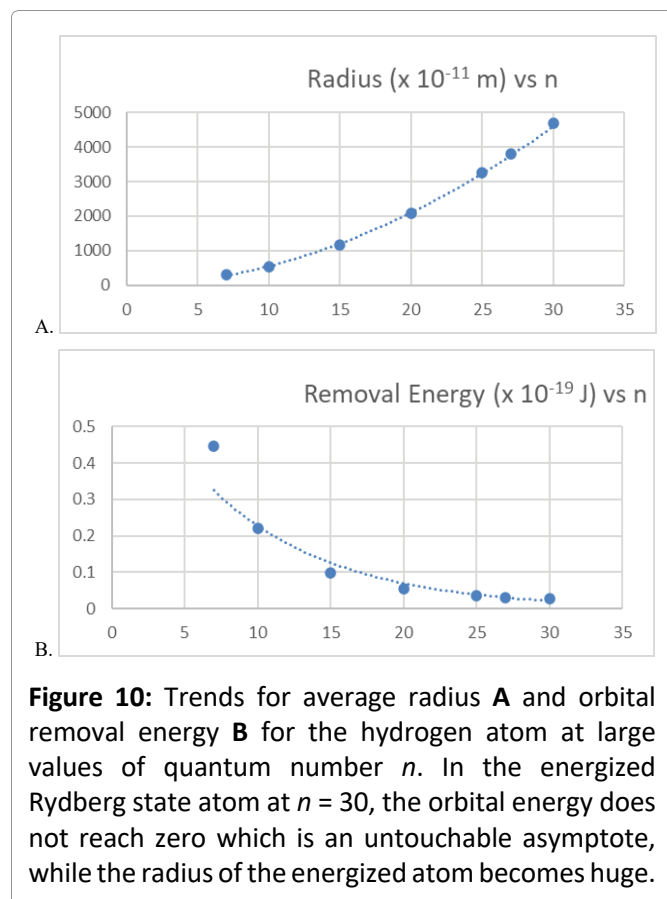 Radius (x 10⁻¹¹ m) vs n
5000
4000
3000
2000
1000
0
0 5 10 15 20 25 30 35
A.
Removal Energy (x 10⁻¹⁹ J) vs n
0.5
0.4
0.3
0.2
0.1
0
0 5 10 15 20 25 30 35
B.
Figure 10: Trends for average radius A and orbital
removal energy B for the hydrogen atom at large
values of quantum number n. In the energized
Rydberg state atom at n = 30, the orbital energy does
not reach zero which is an untouchable asymptote,
while the radius of the energized atom becomes huge.